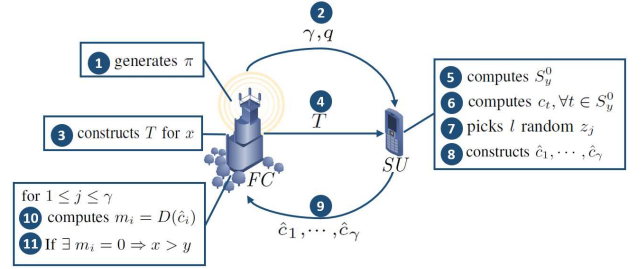 2
γ, q
1 generates π
4
T
3 constructs T for x
FC
SU
5 computes S_y^0
6 computes c_t, ∀t ∈ S_y^0
7 picks l random z_j
8 constructs ĉ_1, ⋯ , ĉ_γ
9
ĉ_1, ⋯ , ĉ_γ
for 1 ≤ j ≤ γ
10 computes m_i = D(ĉ_i)
11 If ∃ m_i = 0 ⇒ x > y